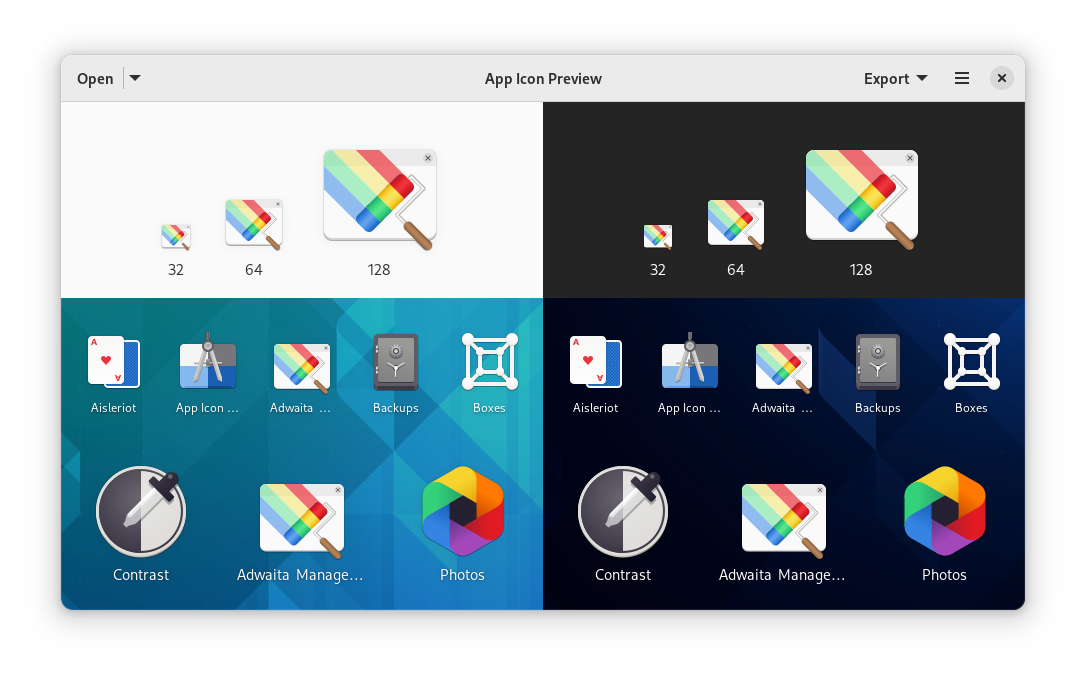 Open
App Icon Preview
Export
32 64 128
32 64 128
A
A
Aisleriot App Icon ... Adwaita ... Backups Boxes
A
A
Aisleriot App Icon ... Adwaita ... Backups Boxes
Contrast Adwaita Manage... Photos
Contrast Adwaita Manage... Photos